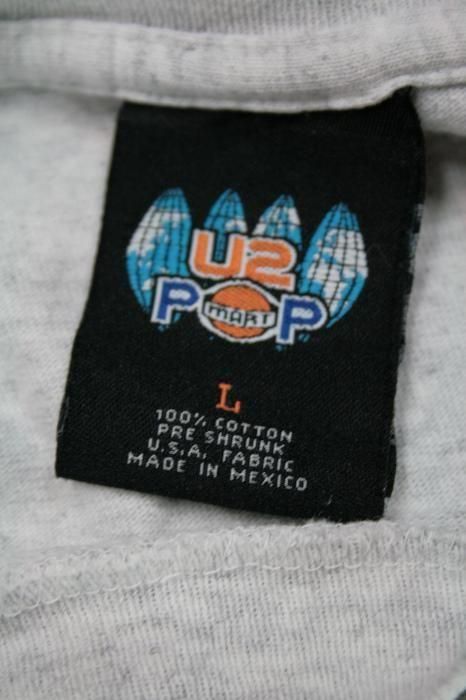 U2
POP
MART
L
100% COTTON
PRE SHRUNK
U.S.A. FABRIC
MADE IN MEXICO